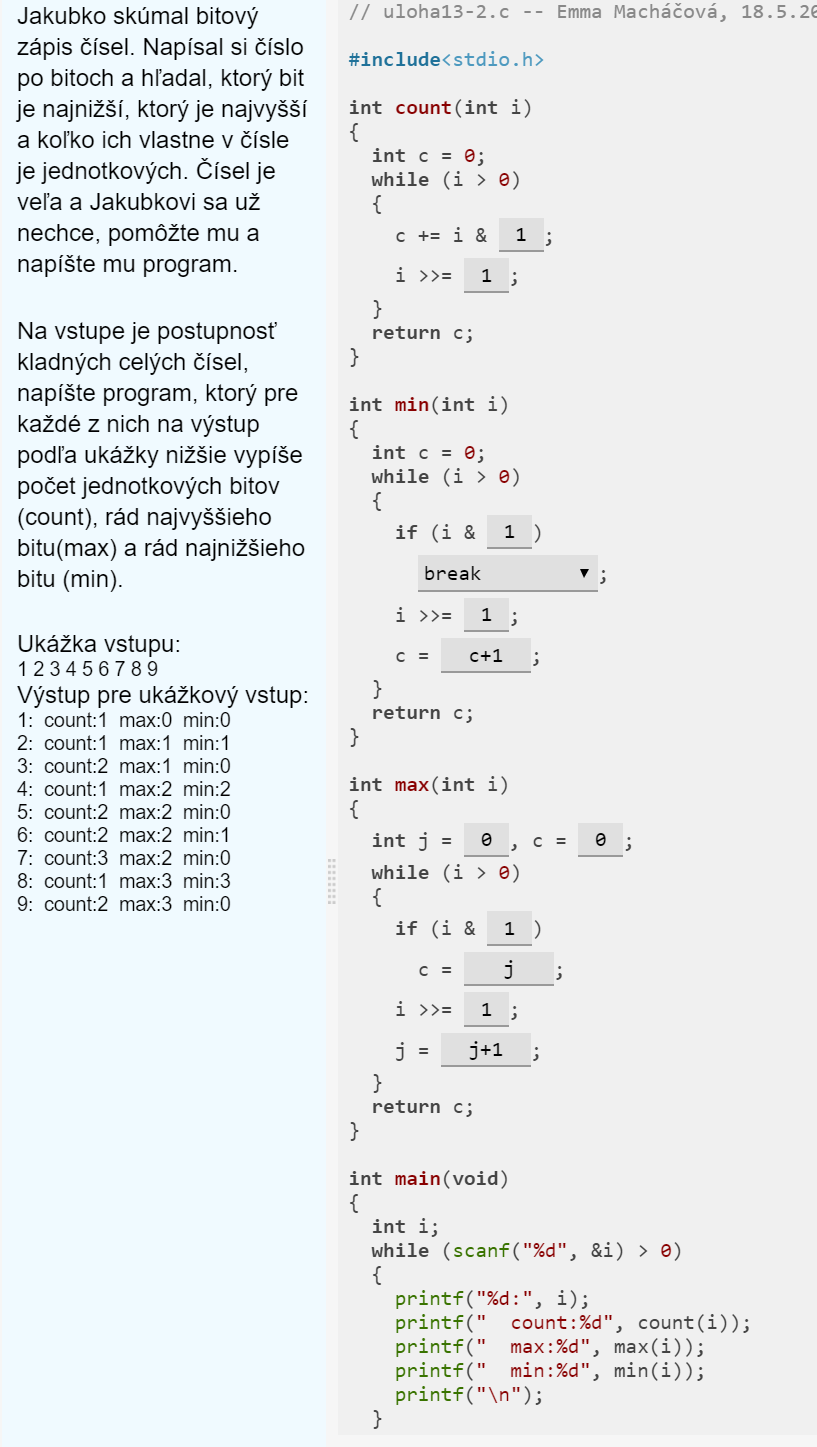 Jakubko skúmal bitový
zápis čísel. Napísal si číslo
po bitoch a hľadal, ktorý bit
je najnižší, ktorý je najvyšší
a koľko ich vlastne v čísle
je jednotkových. Čísel je
veľa a Jakubkovi sa už
nechce, pomôžte mu a
napíšte mu program.
Na vstupe je postupnosť
kladných celých čísel,
napíšte program, ktorý pre
každé z nich na výstup
podľa ukážky nižšie vypíše
počet jednotkových bitov
(count), rád najvyššieho
bitu(max) a rád najnižšieho
bitu (min).
Ukážka vstupu:
1 2 3 4 5 6 7 8 9
Výstup pre ukážkový vstup:
1:  count:1  max:0  min:0
2:  count:1  max:1  min:1
3:  count:2  max:1  min:0
4:  count:1  max:2  min:2
5:  count:2  max:2  min:0
6:  count:2  max:2  min:1
7:  count:3  max:2  min:0
8:  count:1  max:3  min:3
9:  count:2  max:3  min:0
// uloha13-2.c -- Emma Macháčová, 18.5.20
#include<stdio.h>
int count(int i)
{
  int c = 0;
  while (i > 0)
  {
    c += i & 1;
    i >>= 1;
  }
  return c;
}
int min(int i)
{
  int c = 0;
  while (i > 0)
  {
    if (i & 1)
      break ▼;
    i >>= 1;
    c = c+1;
  }
  return c;
}
int max(int i)
{
  int j = 0, c = 0;
  while (i > 0)
  {
    if (i & 1)
      c = j;
    i >>= 1;
    j = j+1;
  }
  return c;
}
int main(void)
{
  int i;
  while (scanf("%d", &i) > 0)
  {
    printf("%d:", i);
    printf("  count:%d", count(i));
    printf("  max:%d", max(i));
    printf("  min:%d", min(i));
    printf("\n");
  }